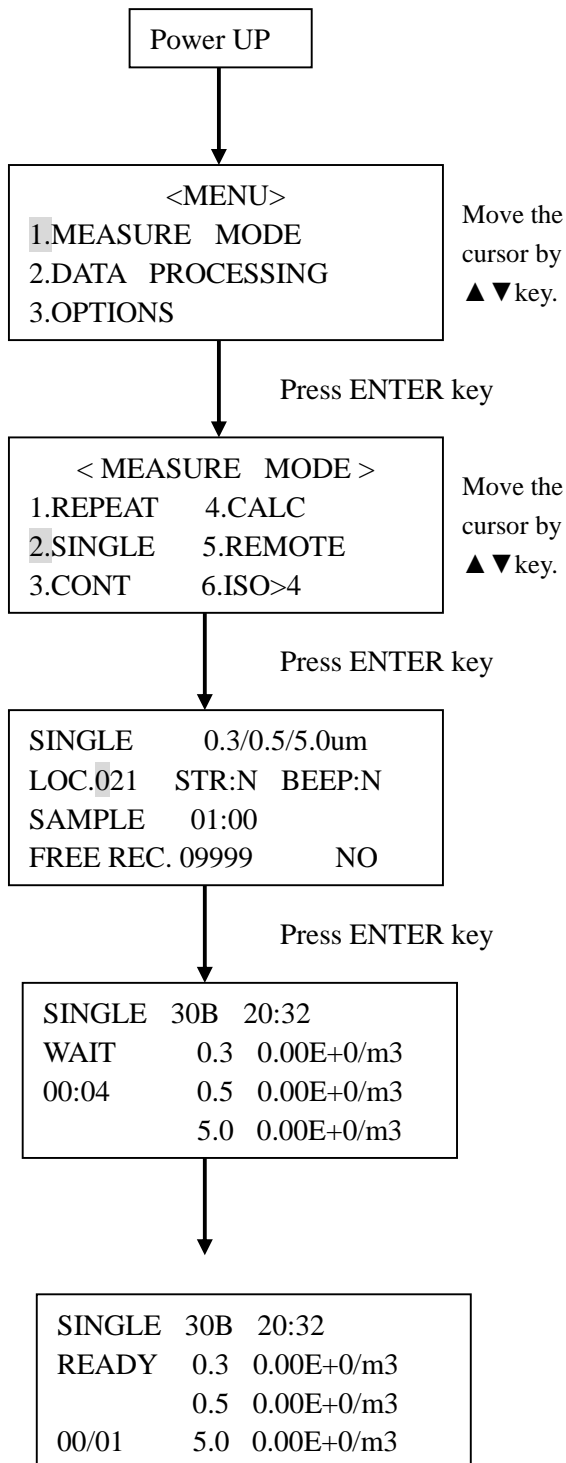 Power UP
<MENU>
1.MEASURE MODE
2.DATA PROCESSING
3.OPTIONS
Move the
cursor by
▲▼key.
Press ENTER key
< MEASURE MODE >
1.REPEAT 4.CALC
2.SINGLE 5.REMOTE
3.CONT 6.ISO>4
Move the
cursor by
▲▼key.
Press ENTER key
SINGLE 0.3/0.5/5.0um
LOC.021 STR:N BEEP:N
SAMPLE 01:00
FREE REC. 09999 NO
Press ENTER key
SINGLE 30B 20:32
WAIT 0.3 0.00E+0/m3
00:04 0.5 0.00E+0/m3
5.0 0.00E+0/m3
SINGLE 30B 20:32
READY 0.3 0.00E+0/m3
0.5 0.00E+0/m3
00/01 5.0 0.00E+0/m3